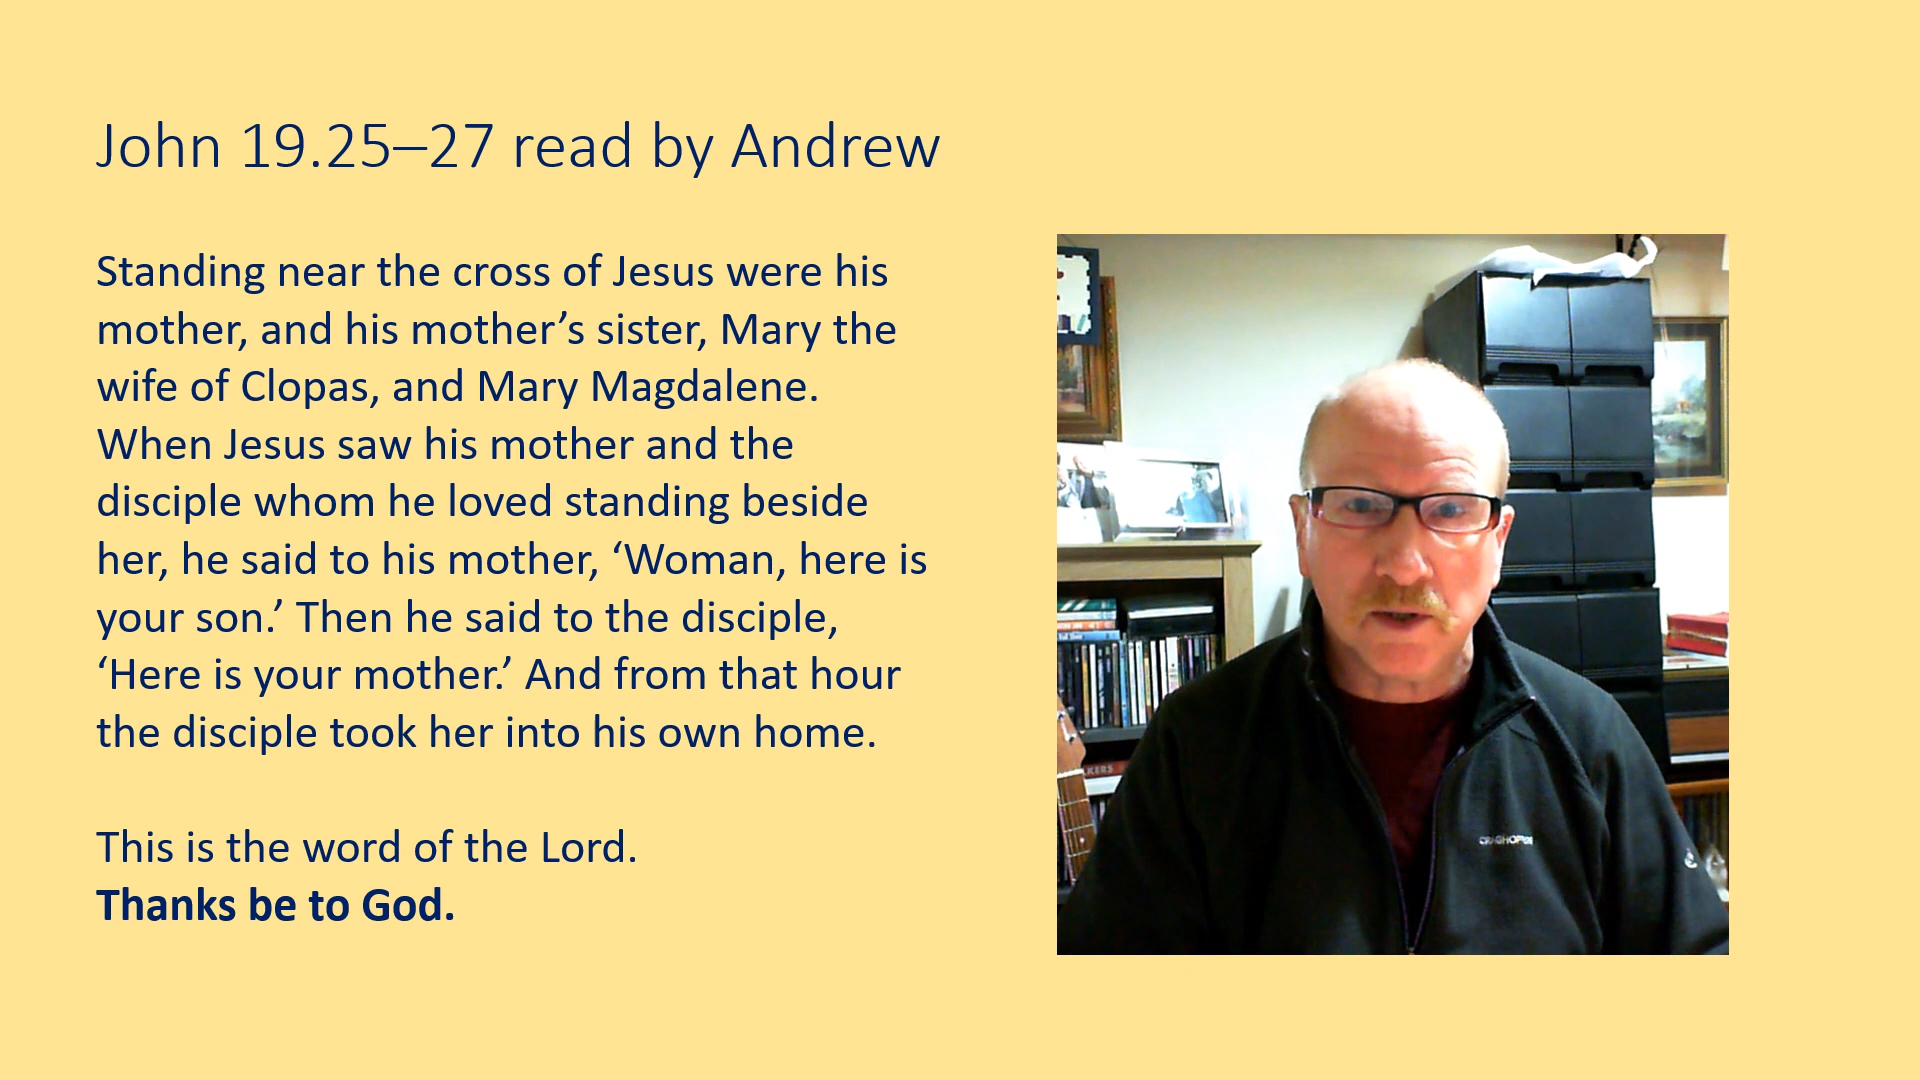 John 19.25–27 read by Andrew
Standing near the cross of Jesus were his
mother, and his mother’s sister, Mary the
wife of Clopas, and Mary Magdalene.
When Jesus saw his mother and the
disciple whom he loved standing beside
her, he said to his mother, ‘Woman, here is
your son.’ Then he said to the disciple,
‘Here is your mother.’ And from that hour
the disciple took her into his own home.
This is the word of the Lord.
Thanks be to God.